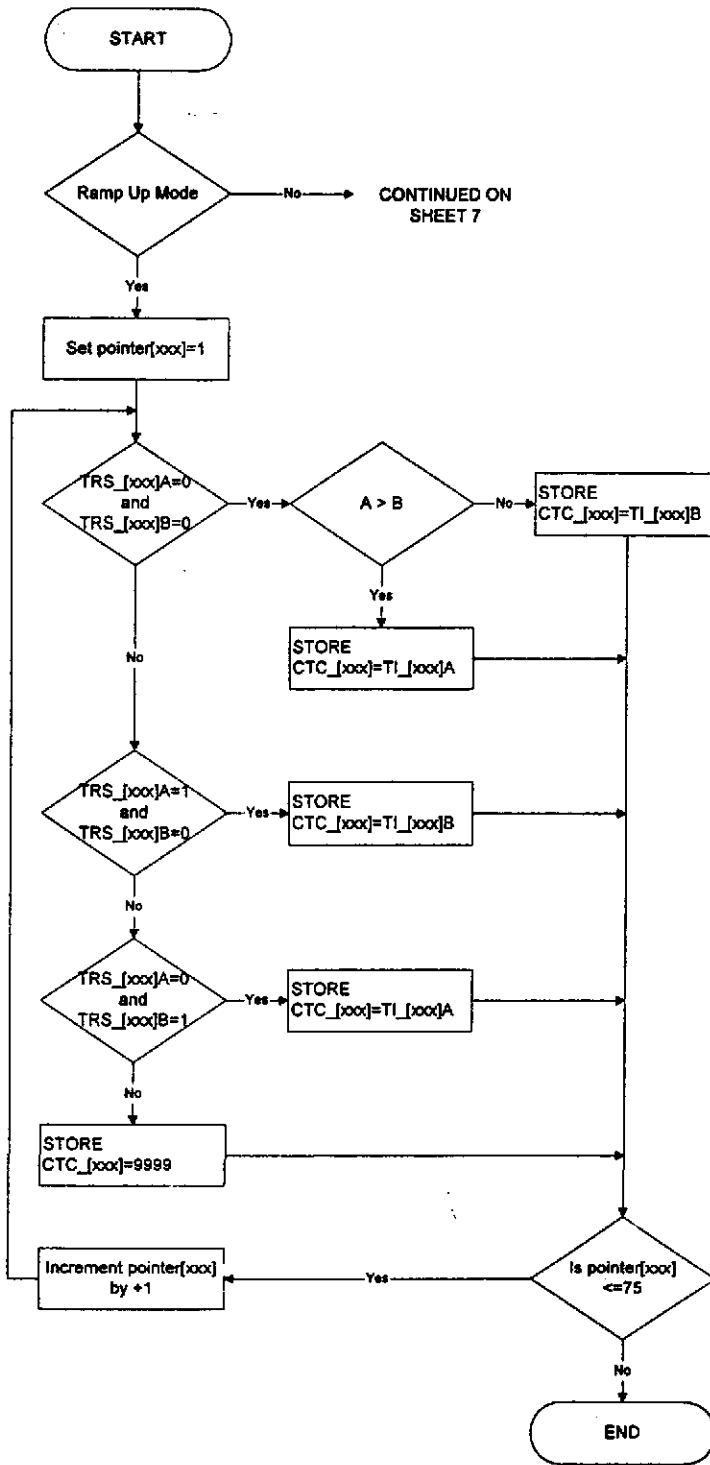 START
Ramp Up Mode
No
CONTINUED ON
SHEET 7
Yes
Set pointer[xxx]=1
TRS_[xxx]A=0
and
TRS_[xxx]B=0
Yes
A > B
No
STORE
CTC_[xxx]=TI_[xxx]B
Yes
STORE
CTC_[xxx]=TI_[xxx]A
No
TRS_[xxx]A=1
and
TRS_[xxx]B=0
Yes
STORE
CTC_[xxx]=TI_[xxx]B
No
TRS_[xxx]A=0
and
TRS_[xxx]B=1
Yes
STORE
CTC_[xxx]=TI_[xxx]A
No
STORE
CTC_[xxx]=9999
Increment pointer[xxx]
by +1
Yes
Is pointer[xxx]
<=75
No
END